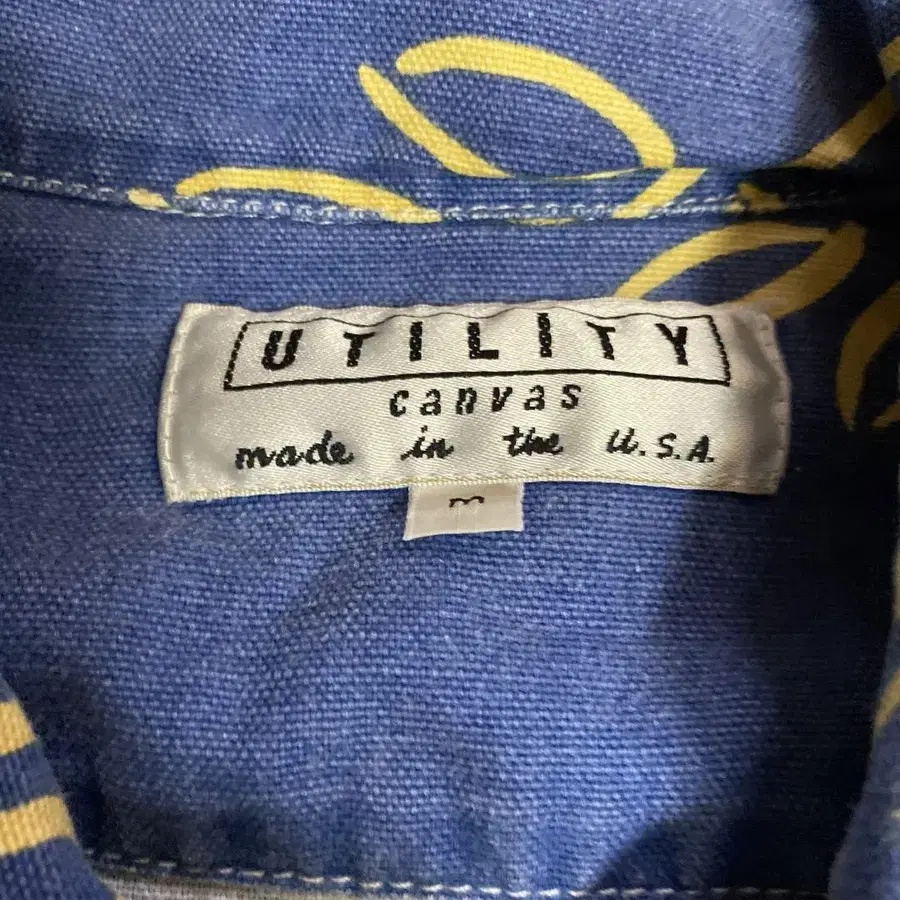 UTILITY
canvas
made in the U.S.A.
m